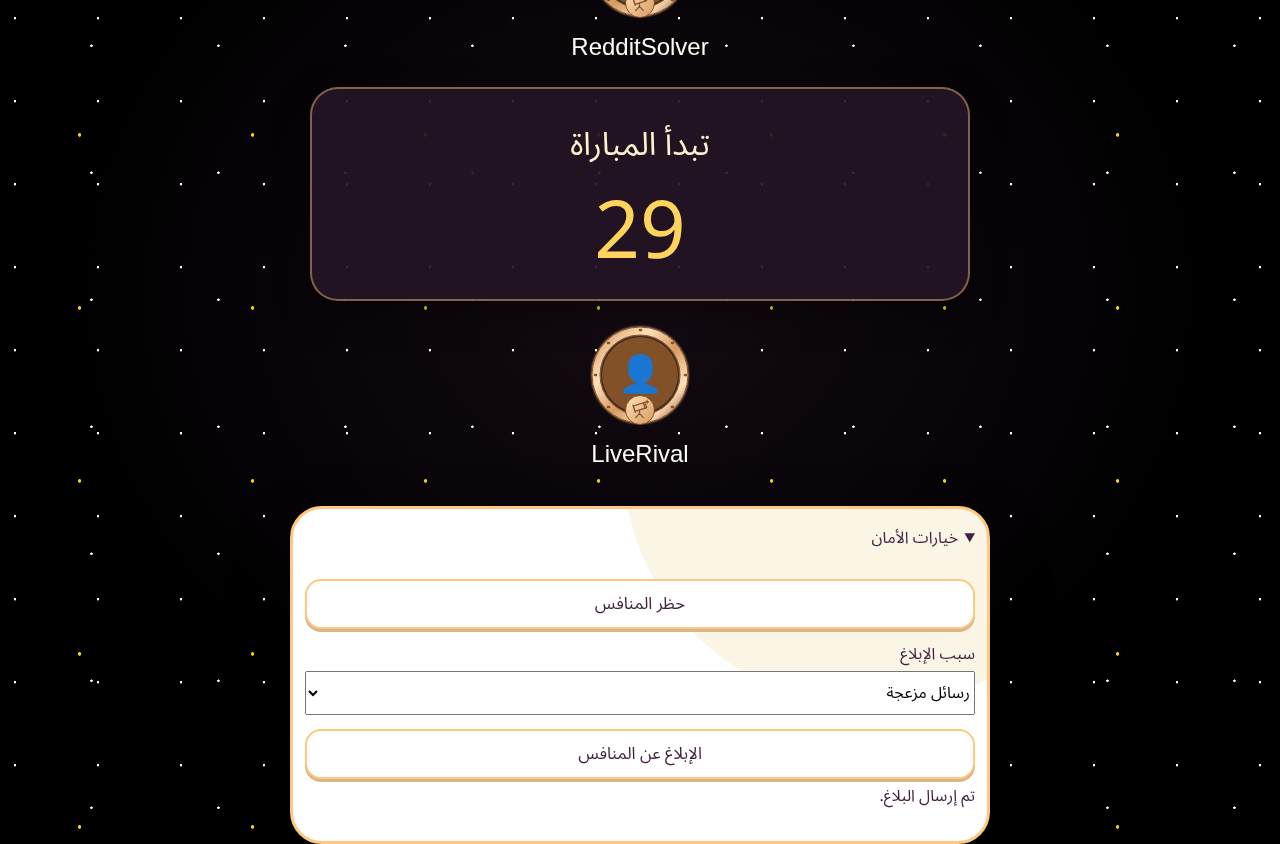 RedditSolver
تبدأ المباراة
29
LiveRival
خيارات الأمان
حظر المنافس
سبب الإبلاغ
رسائل مزعجة
الإبلاغ عن المنافس
تم إرسال البلاغ.